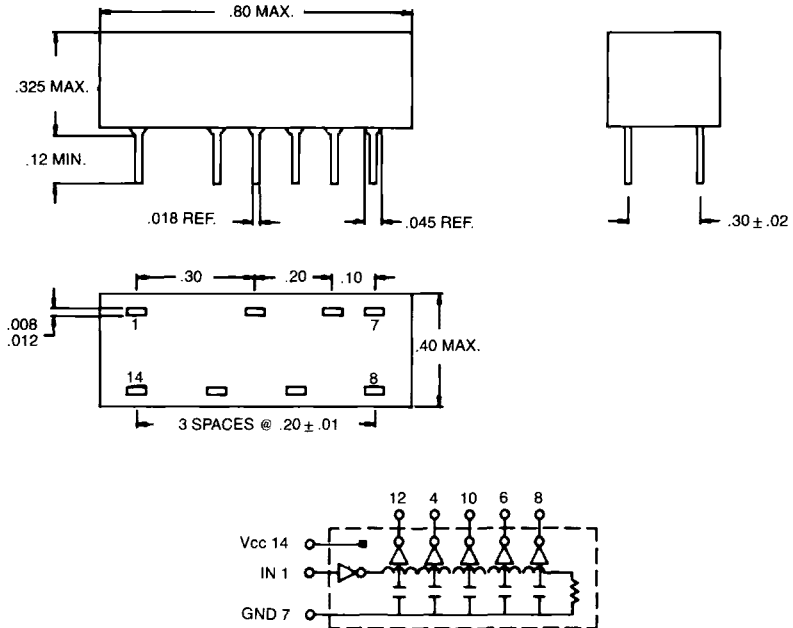 .80 MAX.
.325 MAX.
.12 MIN.
.018 REF.
.045 REF.
.30 ± .02
.30
.20
.10
.008
.012
1
7
.40 MAX.
14
8
3 SPACES @ .20 ± .01
12 4 10 6 8
Vcc 14
IN 1
GND 7